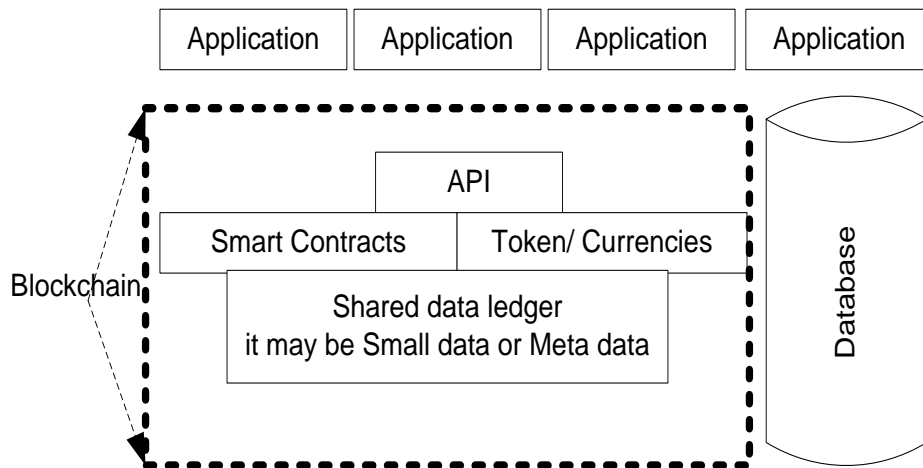 Application
Application
Application
Application
API
Smart Contracts
Token/ Currencies
Blockchain
Shared data ledger
it may be Small data or Meta data
Database